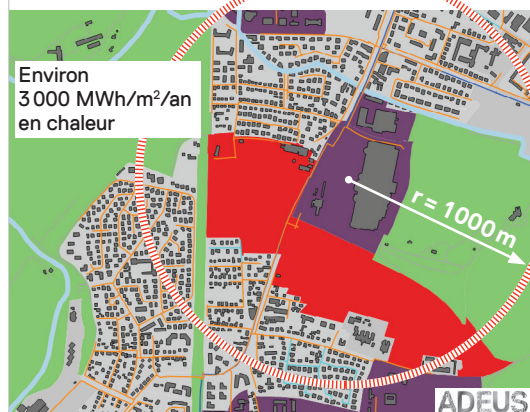 Environ
3 000 MWh/m²/an
en chaleur
r = 1000 m
ADEUS